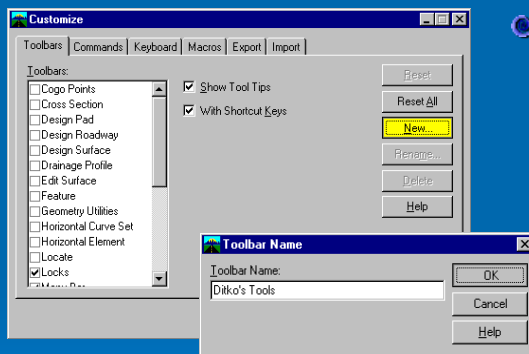 Customize
Toolbars Commands Keyboard Macros Export Import
Toolbars:
Cogo Points
Cross Section
Design Pad
Design Roadway
Design Surface
Drainage Profile
Edit Surface
Feature
Geometry Utilities
Horizontal Curve Set
Horizontal Element
Locate
Locks
Menu Bar
Show Tool Tips
With Shortcut Keys
Reset
Reset All
New...
Rename...
Delete
Help
Toolbar Name
Toolbar Name:
Ditko's Tools
OK
Cancel
Help